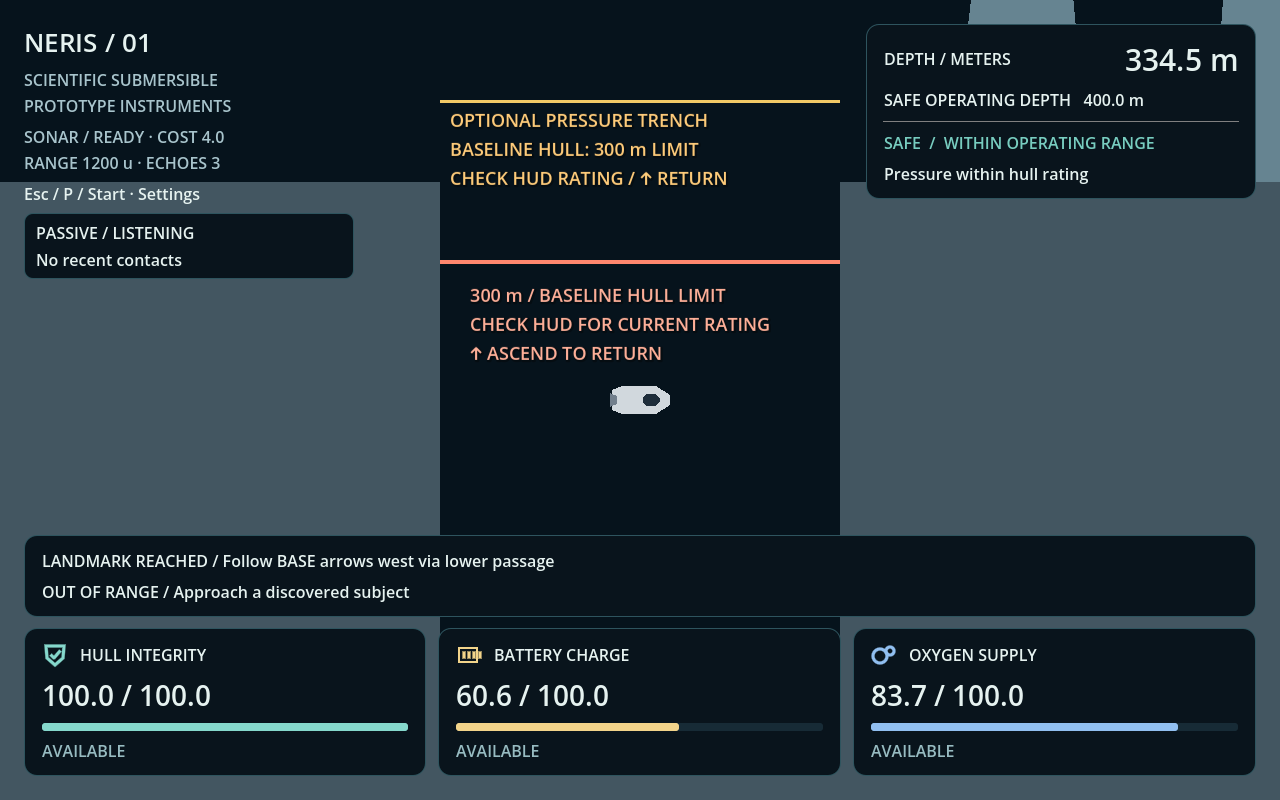 NERIS / 01
SCIENTIFIC SUBMERSIBLE
PROTOTYPE INSTRUMENTS
SONAR / READY · COST 4.0
RANGE 1200 u · ECHOES 3
Esc / P / Start · Settings
PASSIVE / LISTENING
No recent contacts
OPTIONAL PRESSURE TRENCH
BASELINE HULL: 300 m LIMIT
CHECK HUD RATING / ↑ RETURN
300 m / BASELINE HULL LIMIT
CHECK HUD FOR CURRENT RATING
↑ ASCEND TO RETURN
DEPTH / METERS 334.5 m
SAFE OPERATING DEPTH 400.0 m
SAFE / WITHIN OPERATING RANGE
Pressure within hull rating
LANDMARK REACHED / Follow BASE arrows west via lower passage
OUT OF RANGE / Approach a discovered subject
HULL INTEGRITY
100.0 / 100.0
AVAILABLE
BATTERY CHARGE
60.6 / 100.0
AVAILABLE
OXYGEN SUPPLY
83.7 / 100.0
AVAILABLE